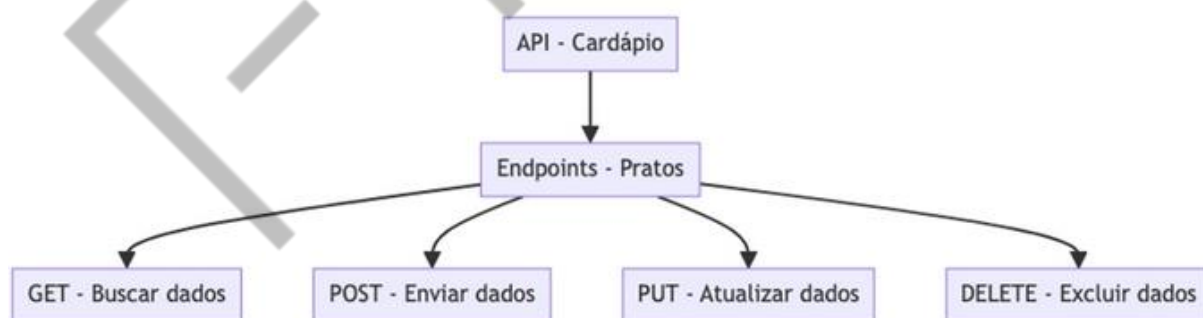 API - Cardápio
Endpoints - Pratos
GET - Buscar dados
POST - Enviar dados
PUT - Atualizar dados
DELETE - Excluir dados